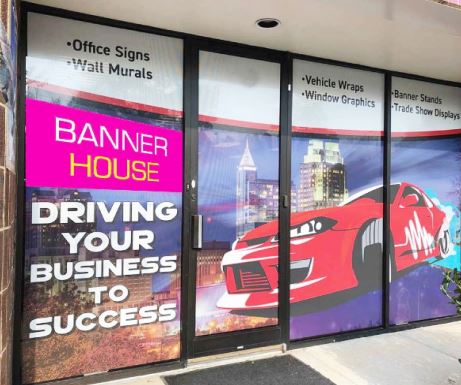 •Office Signs
•Wall Murals
•Vehicle Wraps
•Window Graphics
•Banner Stands
•Trade Show Displays
BANNER
HOUSE
DRIVING
YOUR
BUSINESS
TO
SUCCESS